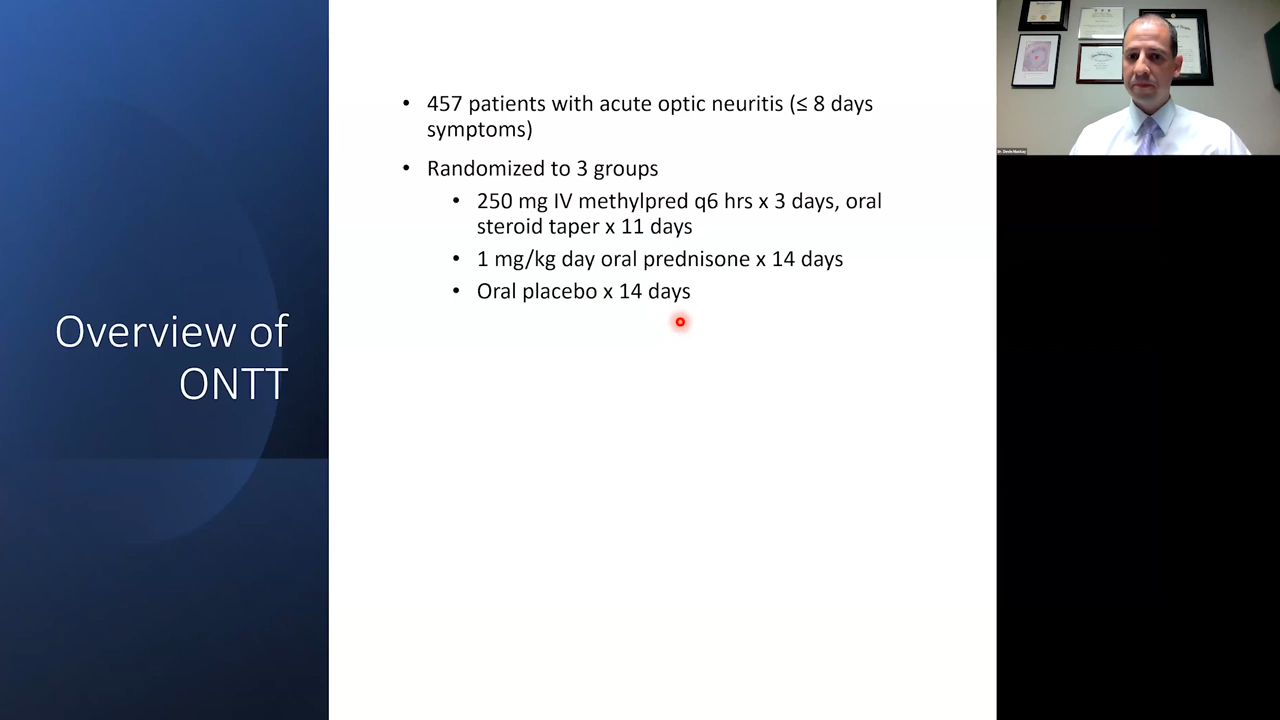 Overview of
ONTT
• 457 patients with acute optic neuritis (≤ 8 days
symptoms)
• Randomized to 3 groups
• 250 mg IV methylpred q6 hrs x 3 days, oral
steroid taper x 11 days
• 1 mg/kg day oral prednisone x 14 days
• Oral placebo x 14 days